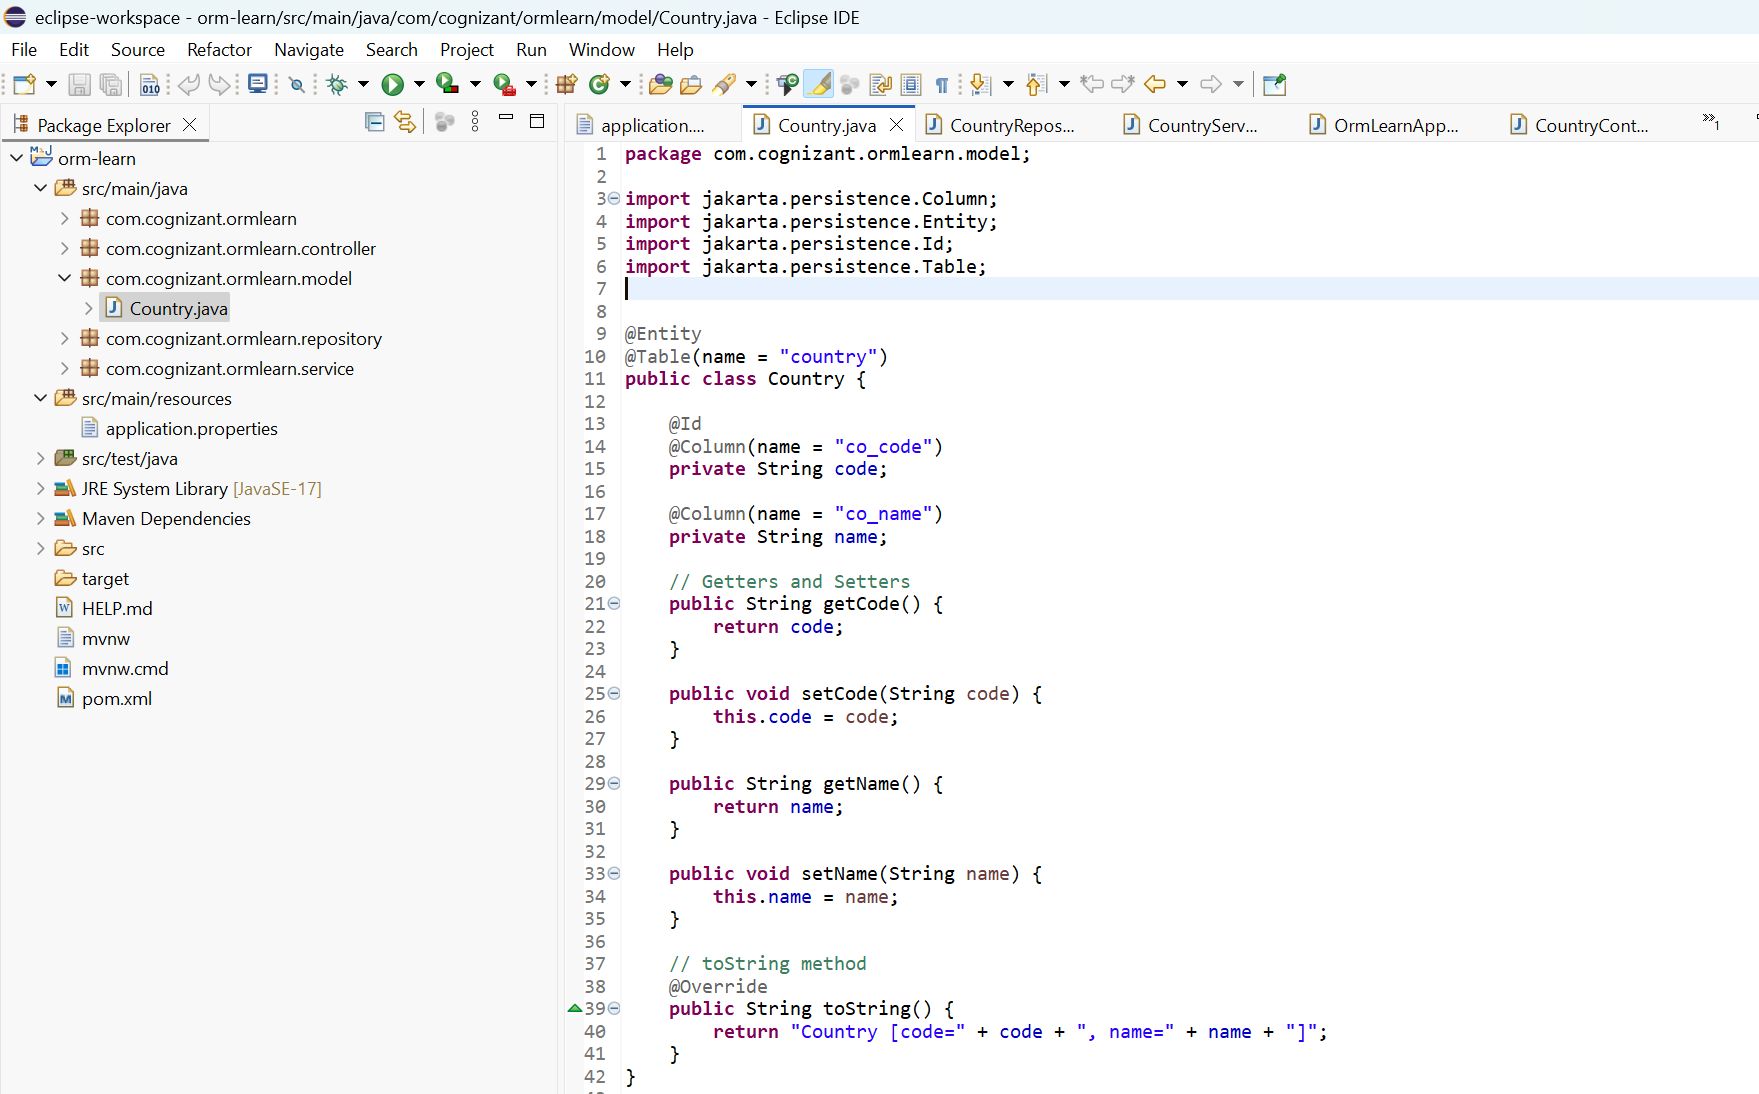 eclipse-workspace - orm-learn/src/main/java/com/cognizant/ormlearn/model/Country.java - Eclipse IDE
File Edit Source Refactor Navigate Search Project Run Window Help
Package Explorer
orm-learn
src/main/java
com.cognizant.ormlearn
com.cognizant.ormlearn.controller
com.cognizant.ormlearn.model
Country.java
com.cognizant.ormlearn.repository
com.cognizant.ormlearn.service
src/main/resources
application.properties
src/test/java
JRE System Library [JavaSE-17]
Maven Dependencies
src
target
HELP.md
mvnw
mvnw.cmd
pom.xml
application.... Country.java CountryRepos... CountryServ... OrmLearnApp... CountryCont... »1
1 package com.cognizant.ormlearn.model;
2
3 import jakarta.persistence.Column;
4 import jakarta.persistence.Entity;
5 import jakarta.persistence.Id;
6 import jakarta.persistence.Table;
7
8
9 @Entity
10 @Table(name = "country")
11 public class Country {
12
13     @Id
14     @Column(name = "co_code")
15     private String code;
16
17     @Column(name = "co_name")
18     private String name;
19
20     // Getters and Setters
21     public String getCode() {
22         return code;
23     }
24
25     public void setCode(String code) {
26         this.code = code;
27     }
28
29     public String getName() {
30         return name;
31     }
32
33     public void setName(String name) {
34         this.name = name;
35     }
36
37     // toString method
38     @Override
39     public String toString() {
40         return "Country [code=" + code + ", name=" + name + "]";
41     }
42 }